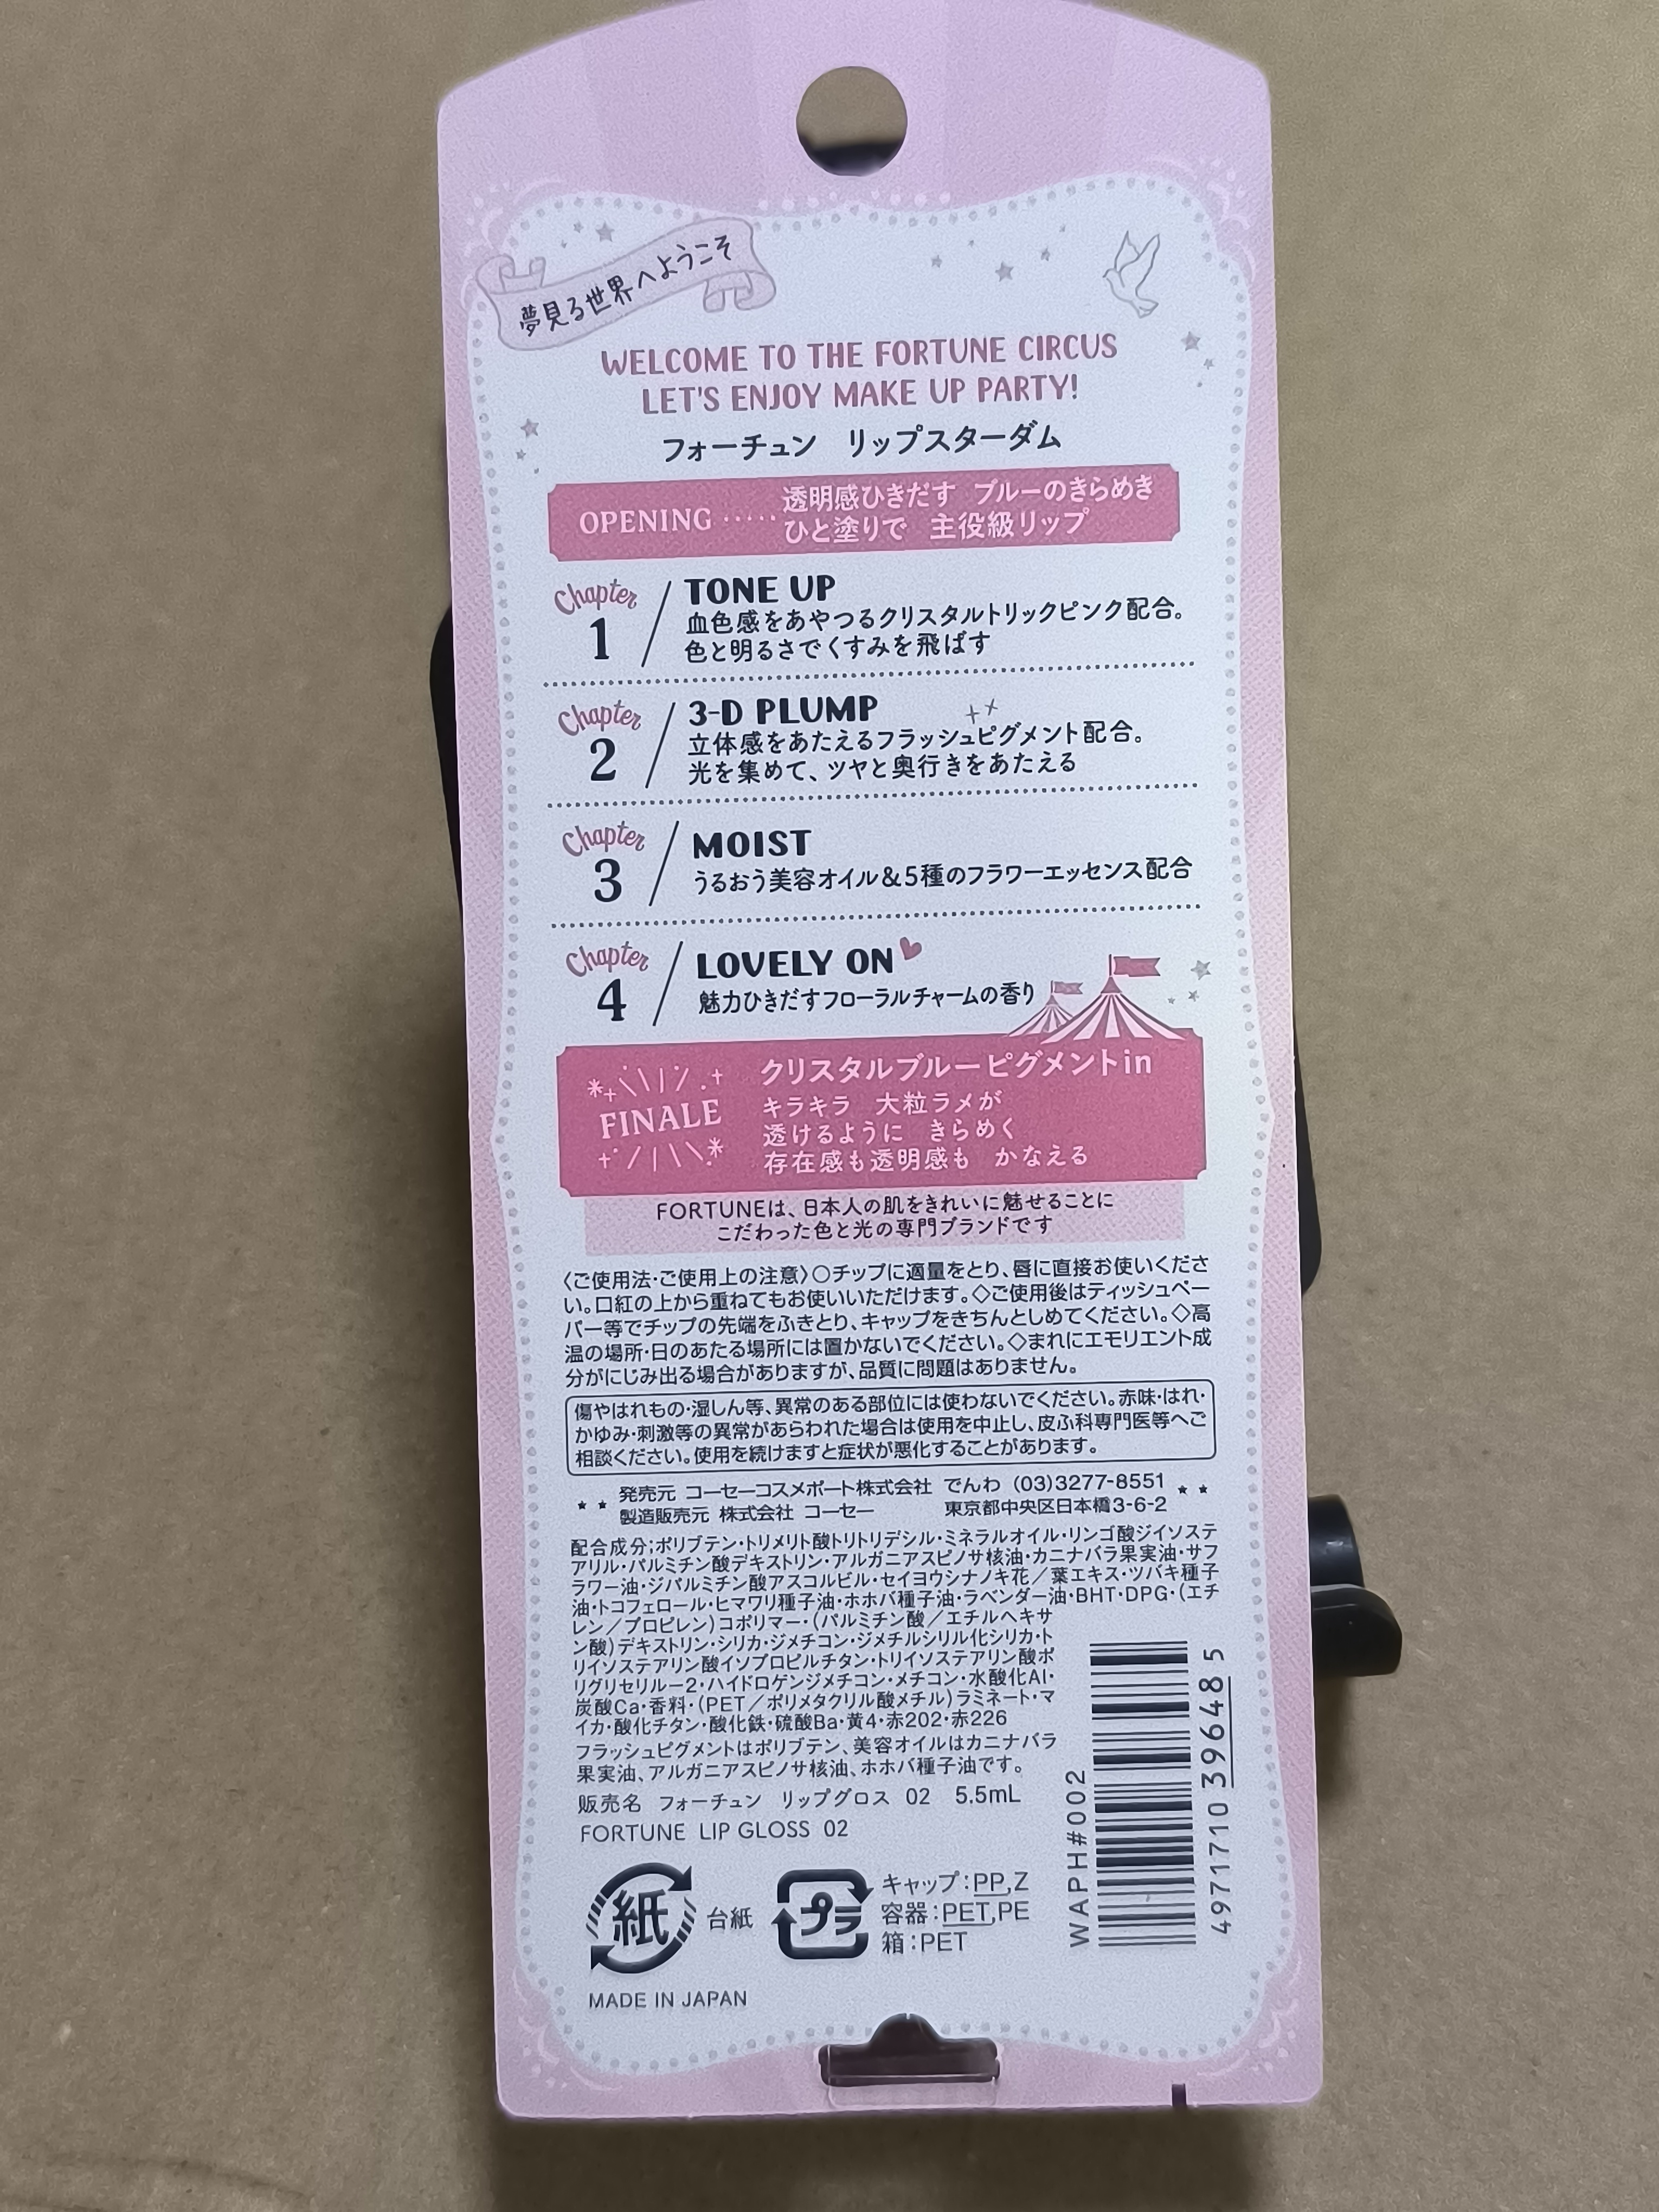 夢見る世界へようこそ
WELCOME TO THE FORTUNE CIRCUS
LET'S ENJOY MAKE UP PARTY!
フォーチュン リップスターダム
OPENING ····· 透明感ひきだす ブルーのきらめき
ひと塗りで 主役級リップ
Chapter 1 / TONE UP
血色感をあやつるクリスタルトリックピンク配合。
色と明るさでくすみを飛ばす
Chapter 2 / 3-D PLUMP
立体感をあたえるフラッシュピグメント配合。
光を集めて、ツヤと奥行きをあたえる
Chapter 3 / MOIST
うるおう美容オイル&5種のフラワーエッセンス配合
Chapter 4 / LOVELY ON
魅力ひきだすフローラルチャームの香り
FINALE
クリスタルブルーピグメントin
キラキラ 大粒ラメが
透けるように きらめく
存在感も透明感も かなえる
FORTUNEは、日本人の肌をきれいに魅せることに
こだわった色と光の専門ブランドです
〈ご使用法・ご使用上の注意〉○チップに適量をとり、唇に直接お使いくださ
い。口紅の上から重ねてもお使いいただけます。◇ご使用後はティッシュペー
パー等でチップの先端をふきとり、キャップをきちんとしめてください。◇高
温の場所・日のあたる場所には置かないでください。◇まれにエモリエント成
分がにじみ出る場合がありますが、品質に問題はありません。
傷やはれもの・湿しん等、異常のある部位には使わないでください。赤味・はれ・
かゆみ・刺激等の異常があらわれた場合は使用を中止し、皮ふ科専門医等へご
相談ください。使用を続けますと症状が悪化することがあります。
発売元 コーセーコスメポート株式会社 でんわ (03)3277-8551
製造販売元 株式会社 コーセー 東京都中央区日本橋3-6-2
配合成分;ポリブテン・トリメリト酸トリトリデシル・ミネラルオイル・リンゴ酸ジイソステ
アリル・パルミチン酸デキストリン・アルガニアスピノサ核油・カニナバラ果実油・サフ
ラワー油・ジパルミチン酸アスコルビル・セイヨウシナノキ花/葉エキス・ツバキ種子
油・トコフェロール・ヒマワリ種子油・ホホバ種子油・ラベンダー油・BHT・DPG・(エチ
レン/プロピレン)コポリマー・(パルミチン酸/エチルヘキサ
ン酸)デキストリン・シリカ・ジメチコン・ジメチルシリル化シリカ・ト
リイソステアリン酸イソプロピルチタン・トリイソステアリン酸ポ
リグリセリル-2・ハイドロゲンジメチコン・メチコン・水酸化Al・
炭酸Ca・香料・(PET/ポリメタクリル酸メチル)ラミネート・マ
イカ・酸化チタン・酸化鉄・硫酸Ba・黄4・赤202・赤226
フラッシュピグメントはポリブテン、美容オイルはカニナバラ
果実油、アルガニアスピノサ核油、ホホバ種子油です。
販売名 フォーチュン リップグロス 02 5.5mL
FORTUNE LIP GLOSS 02
紙 台紙
プラ キャップ:PP,Z
容器:PET,PE
箱:PET
MADE IN JAPAN
WAPH#002
4971710 39648 5